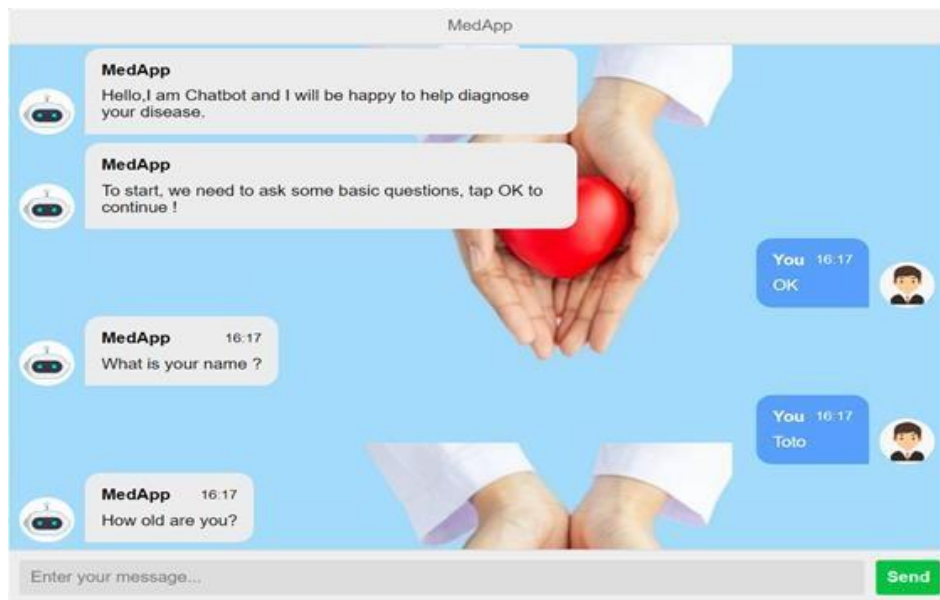 MedApp
MedApp
Hello,I am Chatbot and I will be happy to help diagnose
your disease.
MedApp
To start, we need to ask some basic questions, tap OK to
continue !
You 16:17
OK
MedApp 16:17
What is your name ?
You 16:17
Toto
MedApp 16:17
How old are you?
Enter your message...
Send